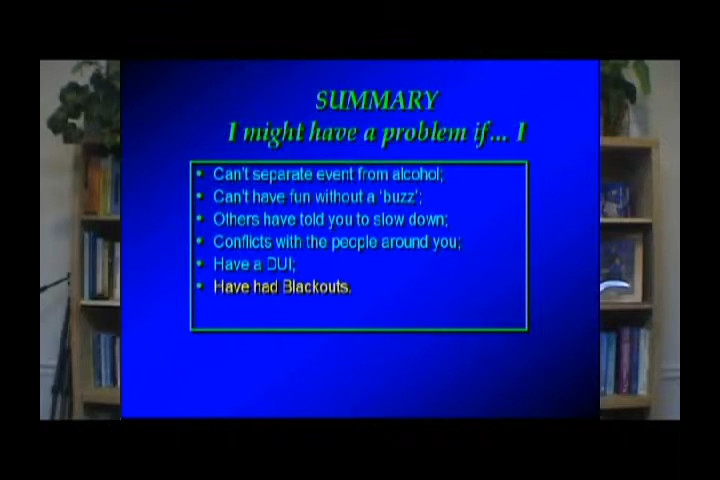 SUMMARY
I might have a problem if... I
• Can't separate event from alcohol;
• Can't have fun without a 'buzz';
• Others have told you to slow down;
• Conflicts with the people around you;
• Have a DUI;
• Have had Blackouts.